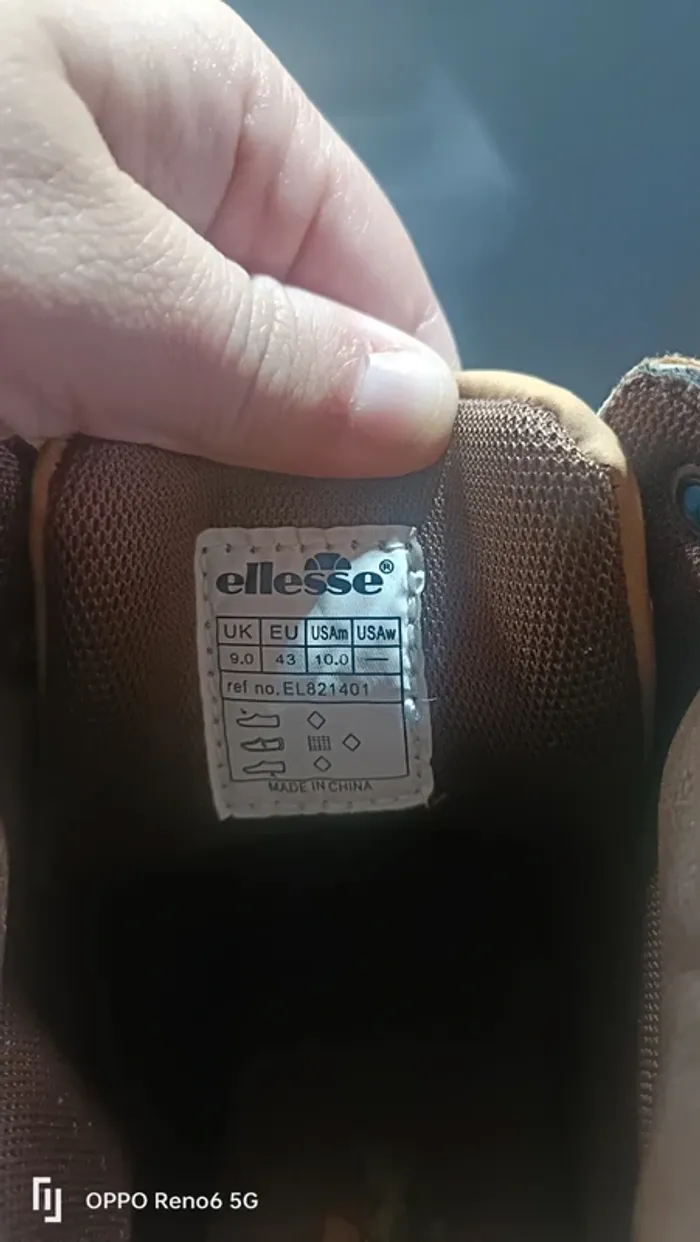 ellesse®
UK EU USAm USAw
9.0 43 10.0 —
ref no.EL821401
MADE IN CHINA
OPPO Reno6 5G